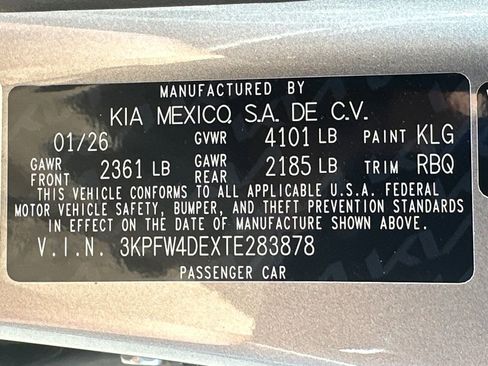 MANUFACTURED BY
KIA MEXICO, S.A. DE C.V.
01/26 GVWR 4101 LB PAINT KLG
GAWR FRONT 2361 LB GAWR REAR 2185 LB TRIM RBQ
THIS VEHICLE CONFORMS TO ALL APPLICABLE U.S.A. FEDERAL
MOTOR VEHICLE SAFETY, BUMPER, AND THEFT PREVENTION STANDARDS
IN EFFECT ON THE DATE OF MANUFACTURE SHOWN ABOVE.
V.I.N. 3KPFW4DEXTE283878
PASSENGER CAR